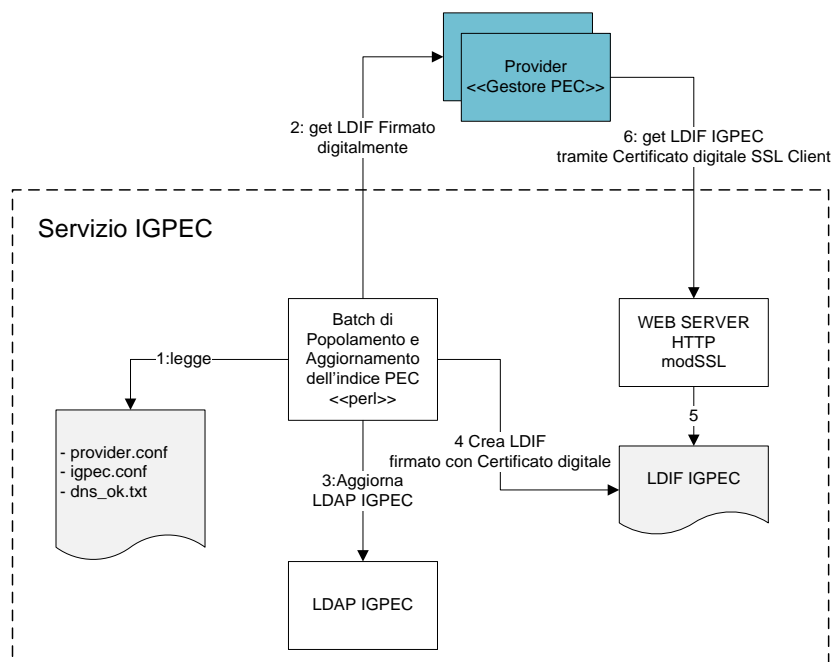 Provider
<<Gestore PEC>>
2: get LDIF Firmato
digitalmente
6: get LDIF IGPEC
tramite Certificato digitale SSL Client
Servizio IGPEC
Batch di
Popolamento e
Aggiornamento
dell'indice PEC
<<perl>>
WEB SERVER
HTTP
modSSL
1:legge
5
- provider.conf
- igpec.conf
- dns_ok.txt
4 Crea LDIF
firmato con Certificato digitale
LDIF IGPEC
3:Aggiorna
LDAP IGPEC
LDAP IGPEC